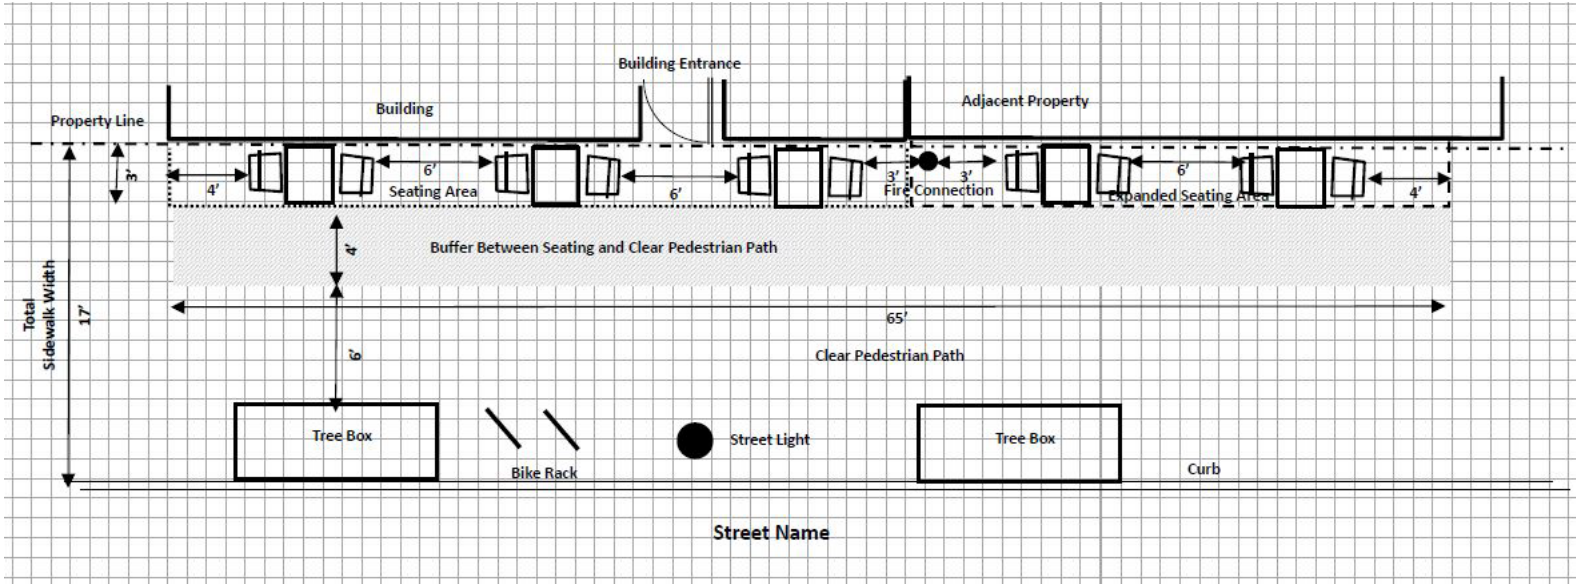 Building Entrance
Building
Adjacent Property
Property Line
3'
4'
6'
Seating Area
6'
3'
Fire Connection
3'
6'
Expanded Seating Area
4'
4'
Buffer Between Seating and Clear Pedestrian Path
Total
Sidewalk Width
17'
65'
6'
Clear Pedestrian Path
Tree Box
Bike Rack
Street Light
Tree Box
Curb
Street Name